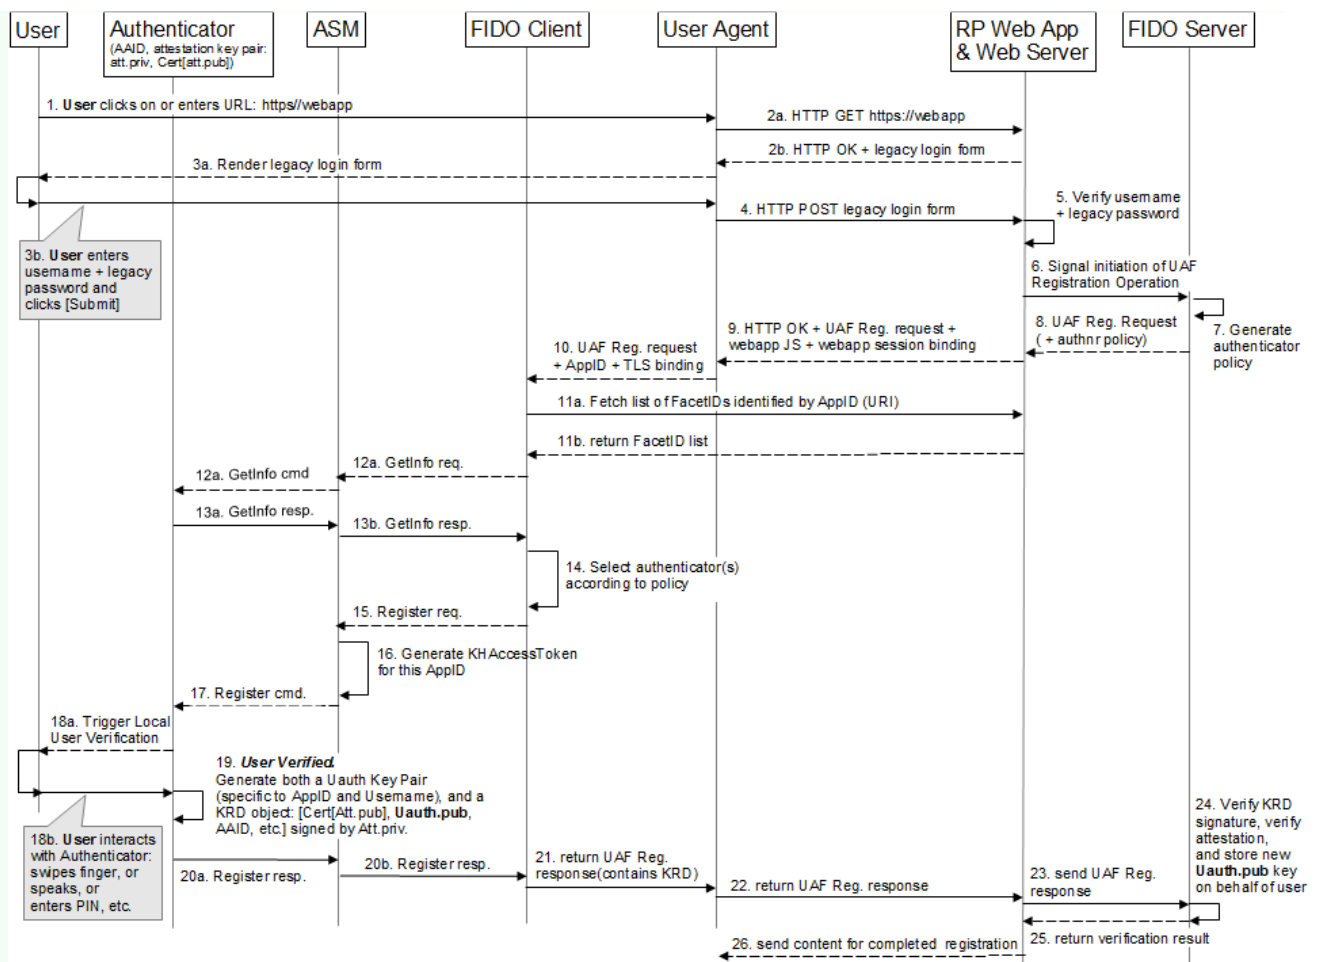 User
Authenticator
(AAID, attestation key pair:
att.priv, Cert[att.pub])
ASM
FIDO Client
User Agent
RP Web App
& Web Server
FIDO Server
1. User clicks on or enters URL: https//webapp
2a. HTTP GET https://webapp
2b. HTTP OK + legacy login form
3a. Render legacy login form
4. HTTP POST legacy login form
5. Verify username
+ legacy password
3b. User enters
username + legacy
password and
clicks [Submit]
6. Signal initiation of UAF
Registration Operation
7. Generate
authenticator
policy
8. UAF Reg. Request
( + authnr policy)
9. HTTP OK + UAF Reg. request +
webapp JS + webapp session binding
10. UAF Reg. request
+ AppID + TLS binding
11a. Fetch list of FacetIDs identified by AppID (URI)
11b. return FacetID list
12a. GetInfo req.
12a. GetInfo cmd
13a. GetInfo resp.
13b. GetInfo resp.
14. Select authenticator(s)
according to policy
15. Register req.
16. Generate KHAccessToken
for this AppID
17. Register cmd.
18a. Trigger Local
User Verification
19. User Verified.
Generate both a Uauth Key Pair
(specific to AppID and Username), and a
KRD object: [Cert[Att.pub], Uauth.pub,
AAID, etc.] signed by Att.priv.
18b. User interacts
with Authenticator:
swipes finger, or
speaks, or
enters PIN, etc.
20a. Register resp.
20b. Register resp.
21. return UAF Reg.
response(contains KRD)
22. return UAF Reg. response
23. send UAF Reg.
response
24. Verify KRD
signature, verify
attestation,
and store new
Uauth.pub key
on behalf of user
25. return verification result
26. send content for completed registration